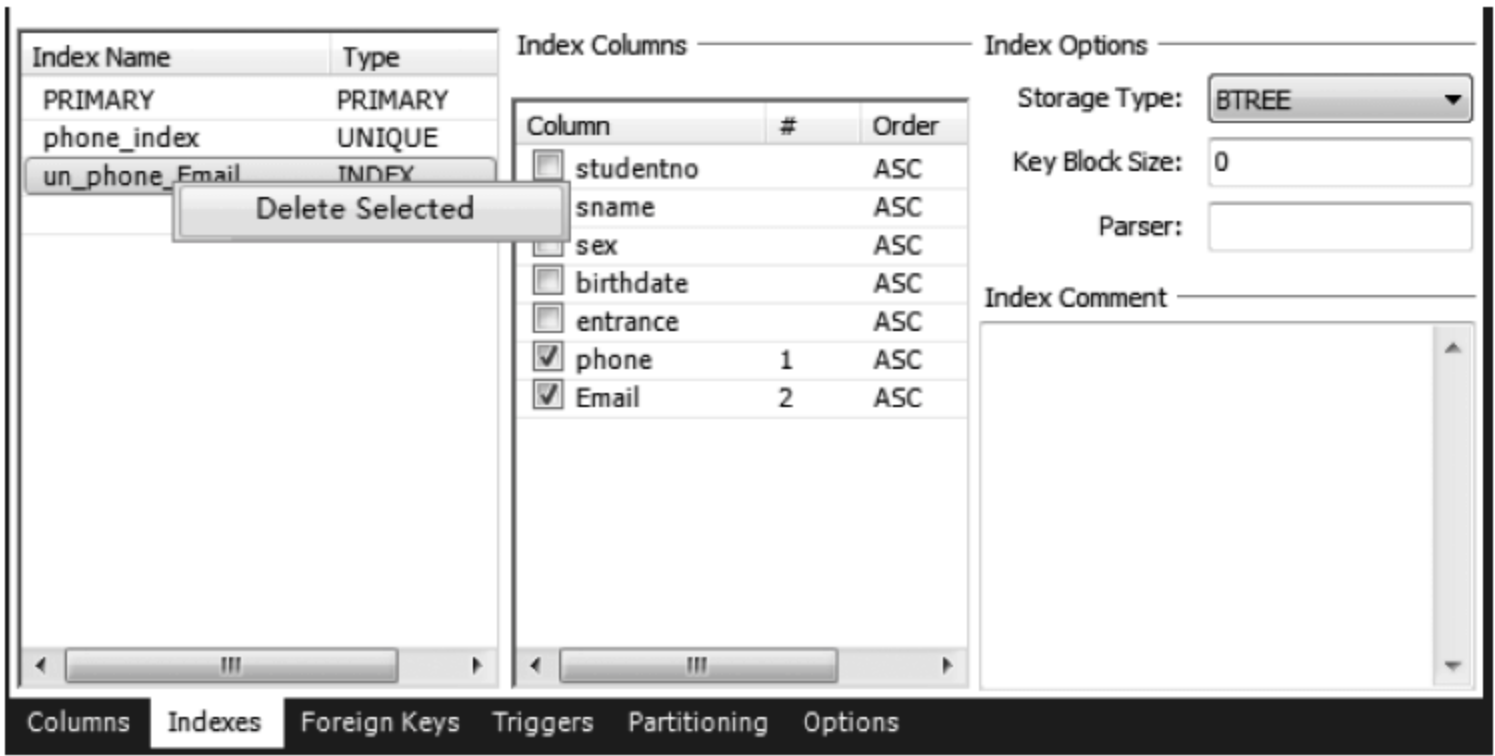 Index Name Type
PRIMARY PRIMARY
phone_index UNIQUE
un_phone_Email INDEX
Delete Selected
Index Columns
Column # Order
studentno ASC
sname ASC
sex ASC
birthdate ASC
entrance ASC
phone 1 ASC
Email 2 ASC
Index Options
Storage Type: BTREE
Key Block Size: 0
Parser:
Index Comment
Columns Indexes Foreign Keys Triggers Partitioning Options